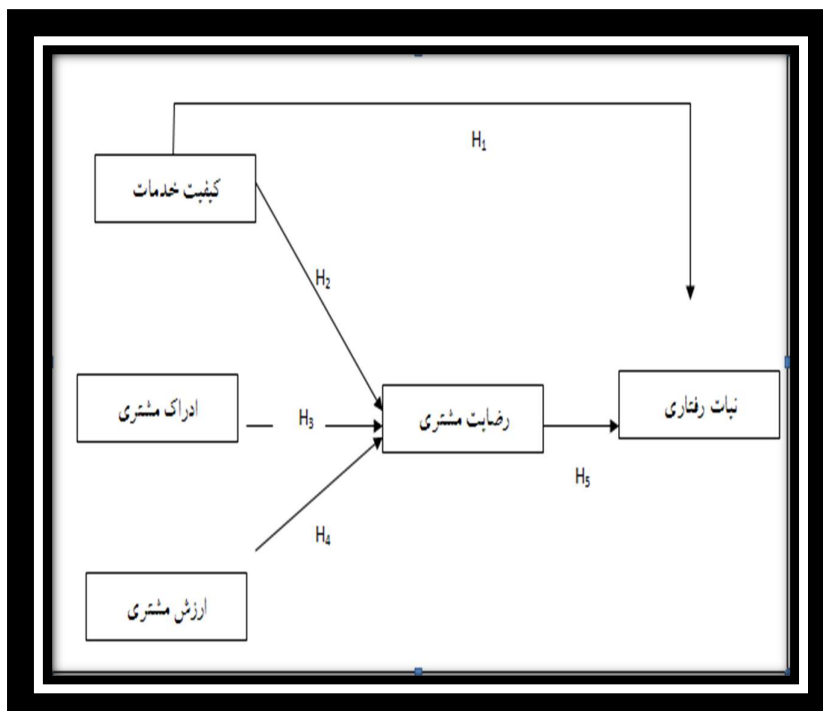 H₁
کیفیت خدمات
H₂
ادراک مشتری
H₃
رضایت مشتری
نیات رفتاری
H₅
H₄
ارزش مشتری